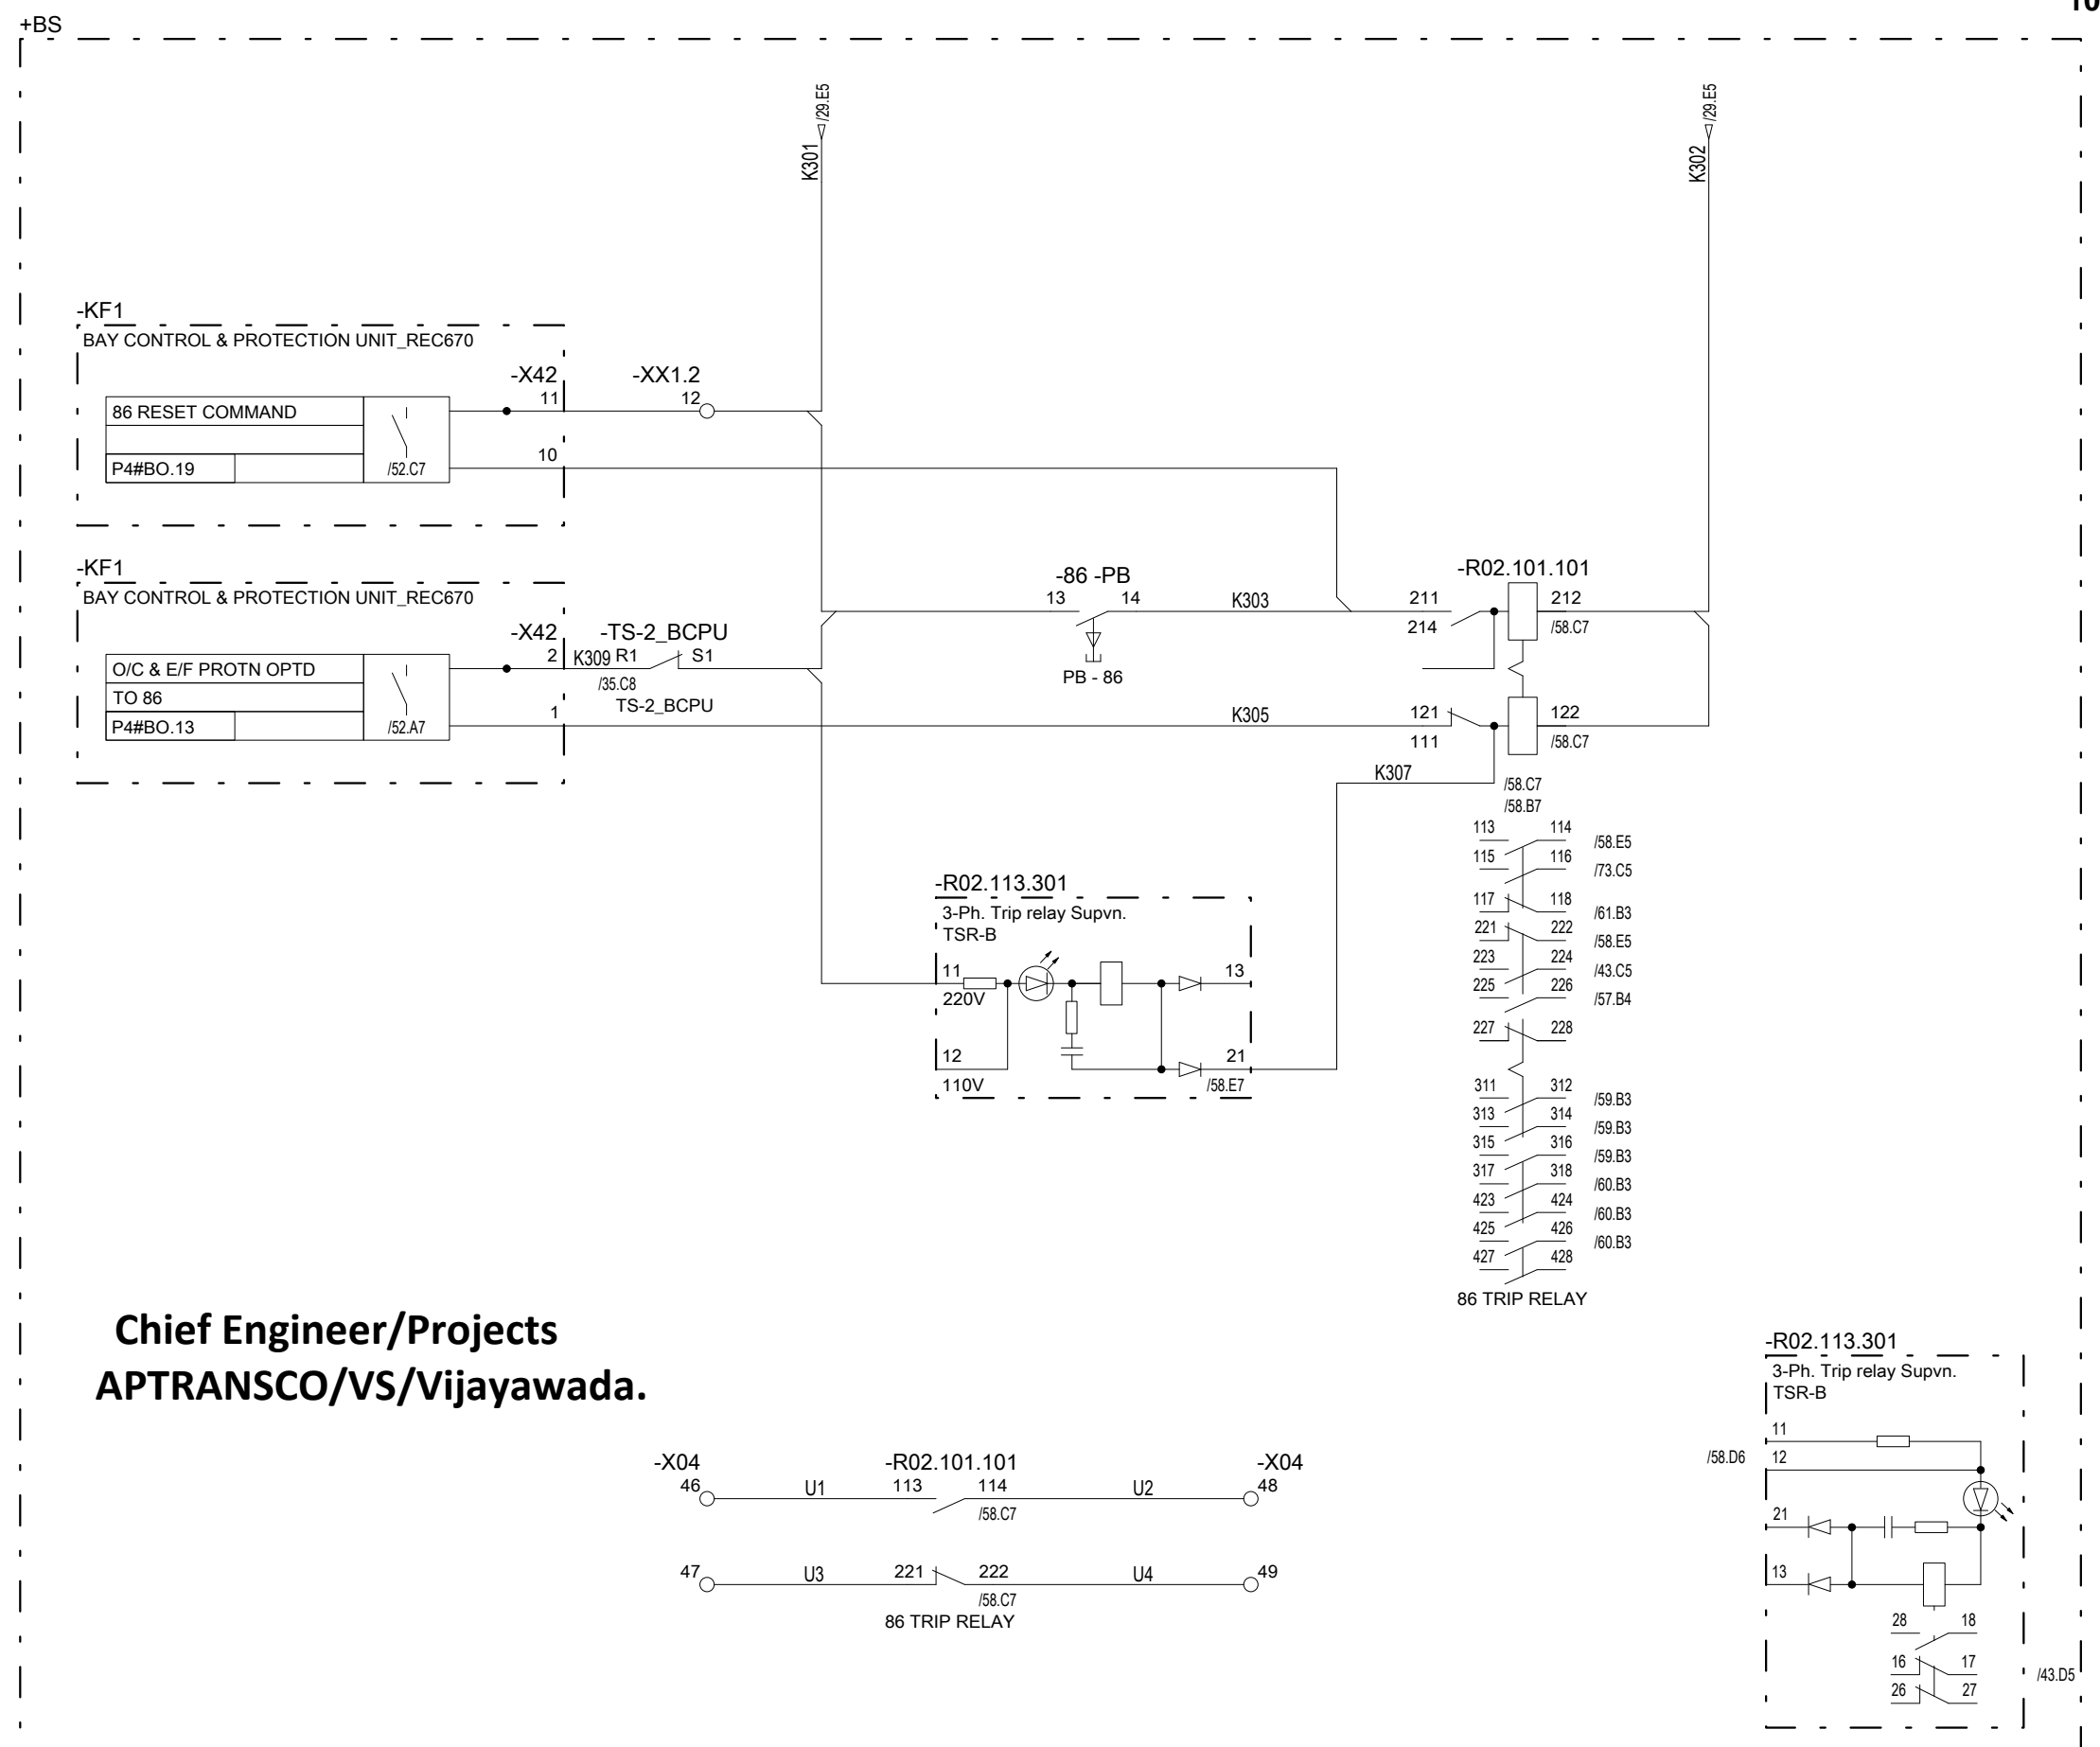 10
+BS
/29.E5
K301
/29.E5
K302
-KF1
BAY CONTROL & PROTECTION UNIT_REC670
-X42
-XX1.2
11
12
86 RESET COMMAND
10
P4#BO.19
/52.C7
-KF1
BAY CONTROL & PROTECTION UNIT_REC670
-X42
-TS-2_BCPU
2
K309
R1
S1
/35.C8
TS-2_BCPU
O/C & E/F PROTN OPTD
TO 86
P4#BO.13
/52.A7
1
-86 -PB
13
14
K303
PB - 86
-R02.101.101
211
212
214
/58.C7
K305
121
122
111
/58.C7
K307
/58.C7
/58.B7
113 114 /58.E5
115 116 /73.C5
117 118 /61.B3
221 222 /58.E5
223 224 /43.C5
225 226 /57.B4
227 228
311 312 /59.B3
313 314 /59.B3
315 316 /59.B3
317 318 /60.B3
423 424 /60.B3
425 426 /60.B3
427 428
86 TRIP RELAY
-R02.113.301
3-Ph. Trip relay Supvn.
TSR-B
11
13
220V
12
21
110V
/58.E7
Chief Engineer/Projects
APTRANSCO/VS/Vijayawada.
-X04
-R02.101.101
-X04
46
U1
113
114
U2
48
/58.C7
47
U3
221
222
U4
49
/58.C7
86 TRIP RELAY
-R02.113.301
3-Ph. Trip relay Supvn.
TSR-B
11
/58.D6
12
21
13
28 18
16 17
/43.D5
26 27